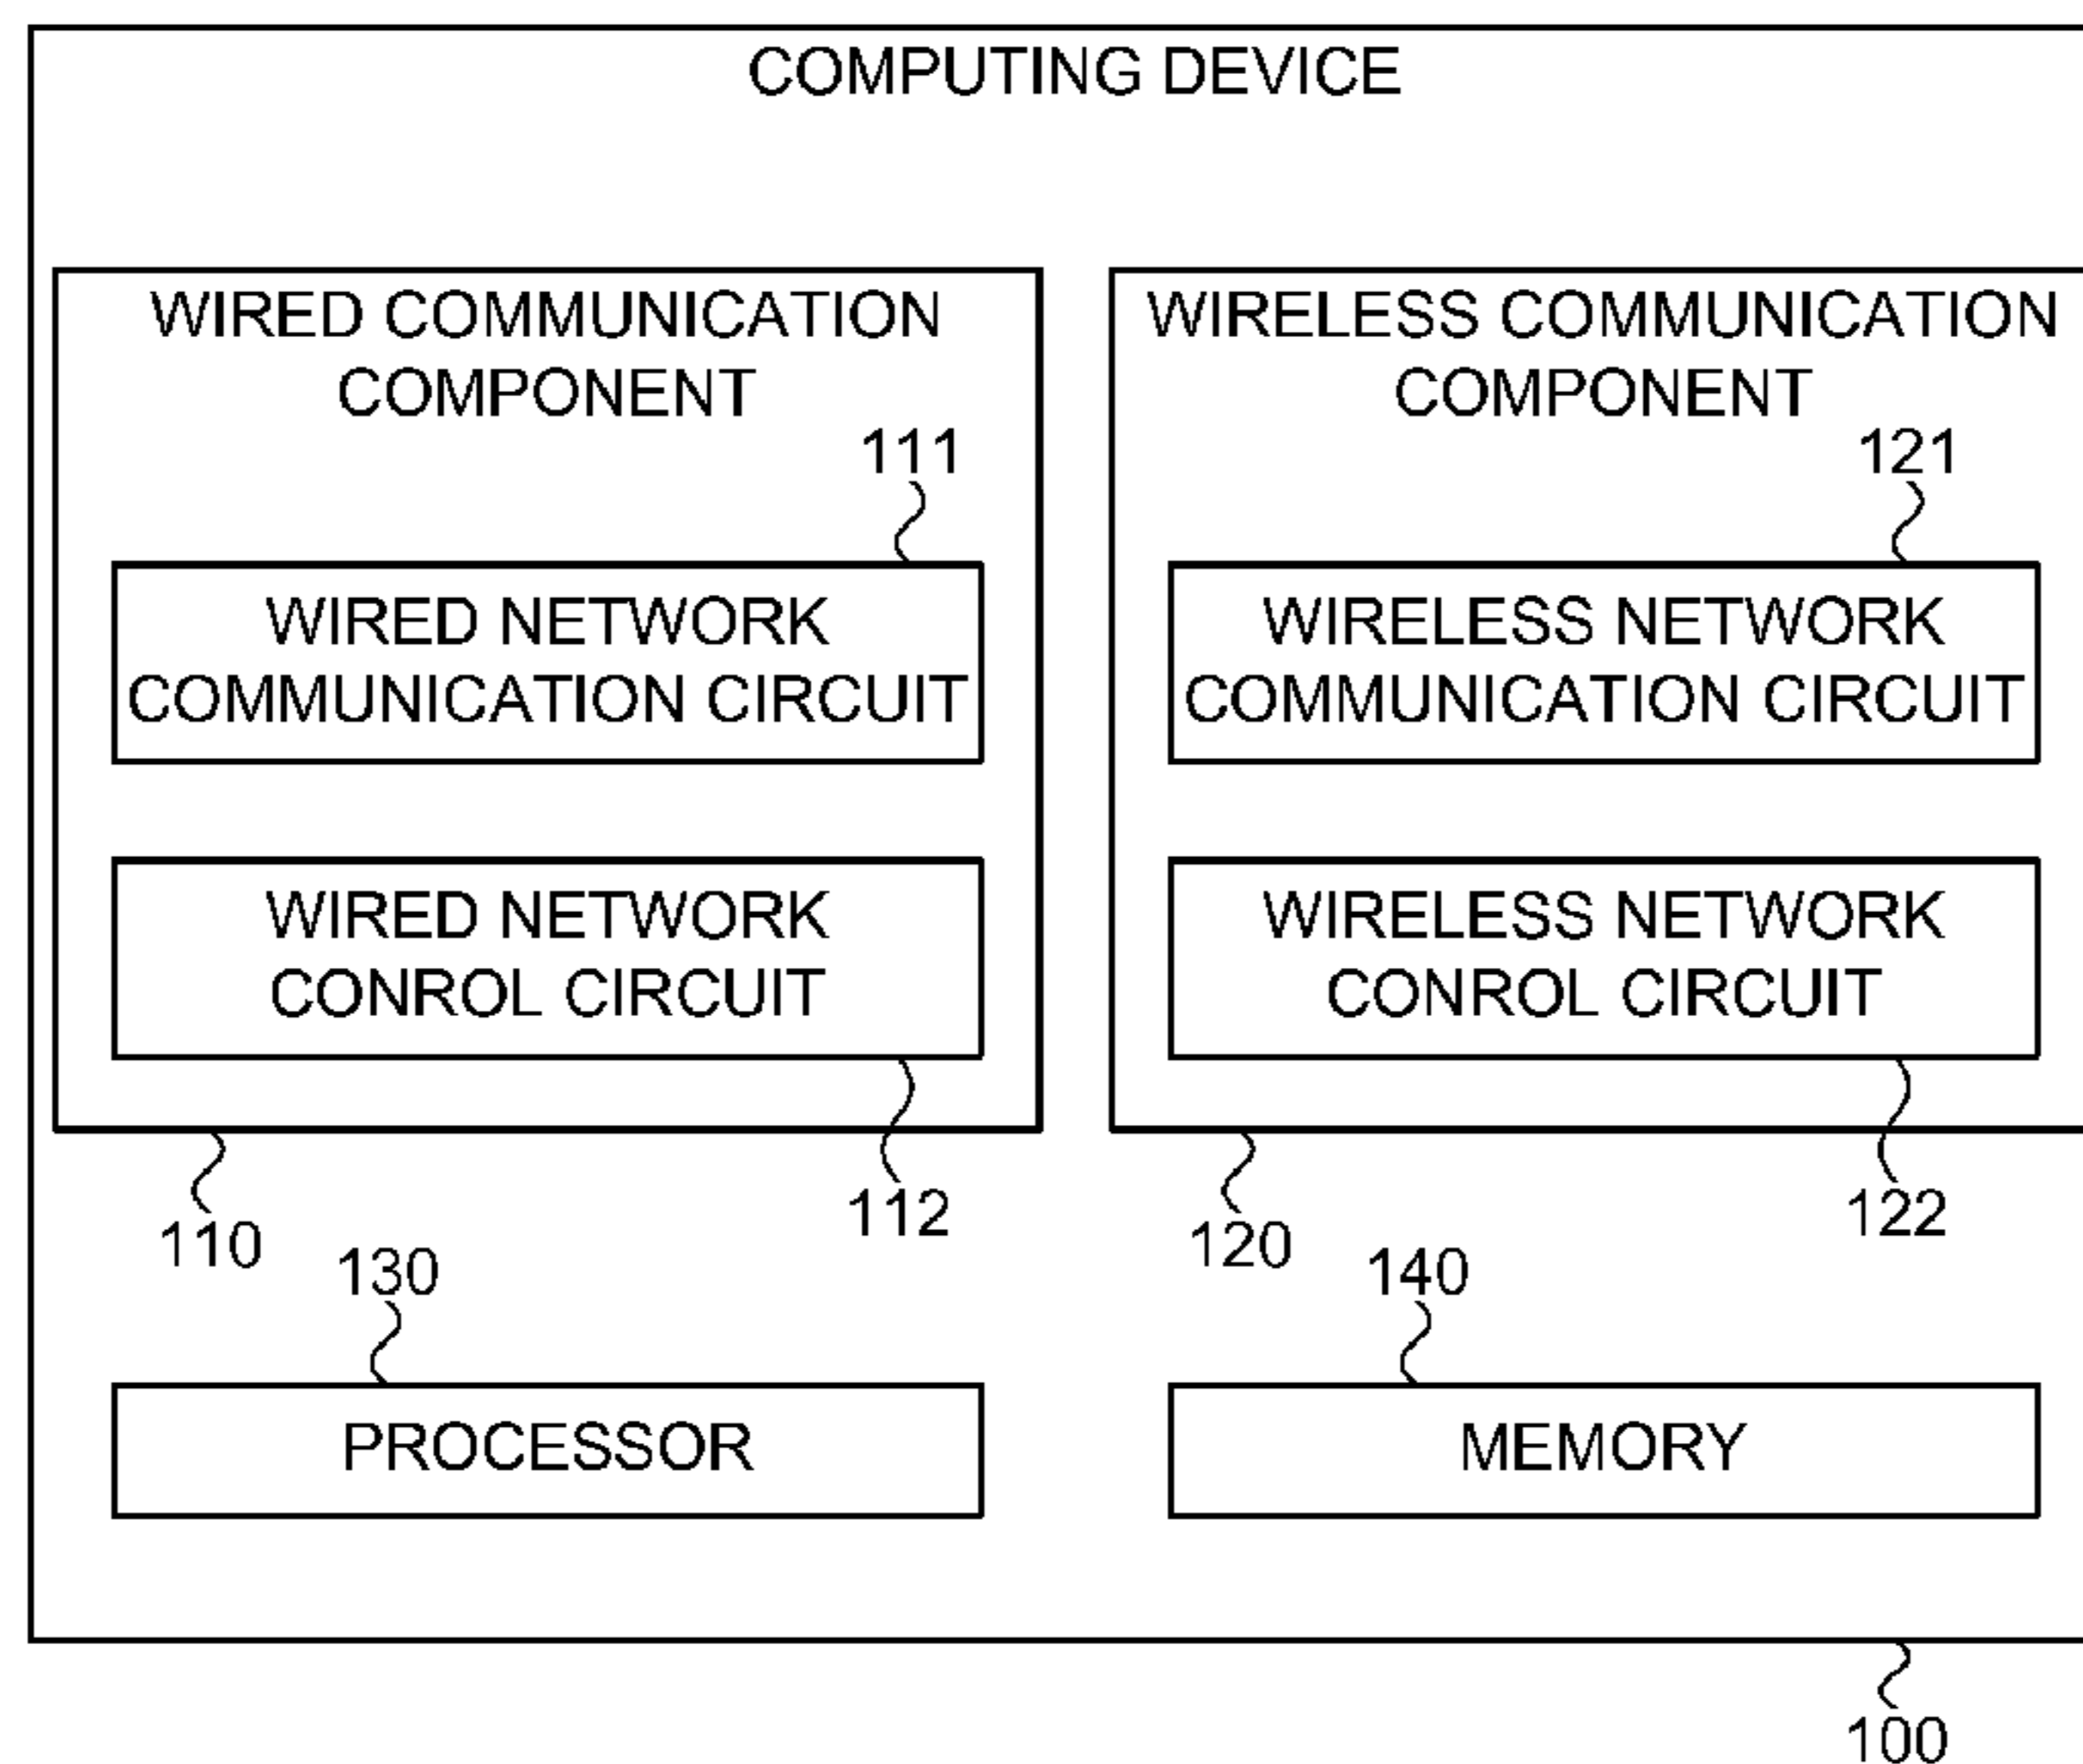 COMPUTING DEVICE
WIRED COMMUNICATION
COMPONENT
111
WIRED NETWORK
COMMUNICATION CIRCUIT
WIRED NETWORK
CONROL CIRCUIT
110
112
WIRELESS COMMUNICATION
COMPONENT
121
WIRELESS NETWORK
COMMUNICATION CIRCUIT
WIRELESS NETWORK
CONROL CIRCUIT
120
122
130
PROCESSOR
140
MEMORY
100